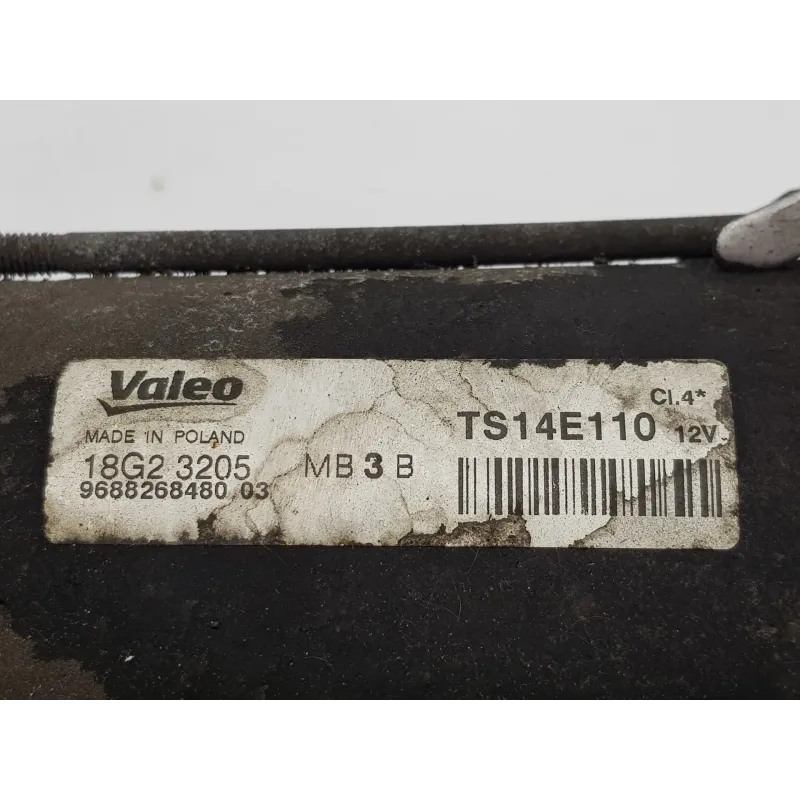 Valeo
MADE IN POLAND
18G2 3205
9688268480 03
MB 3 B
Cl.4*
TS14E110 12V